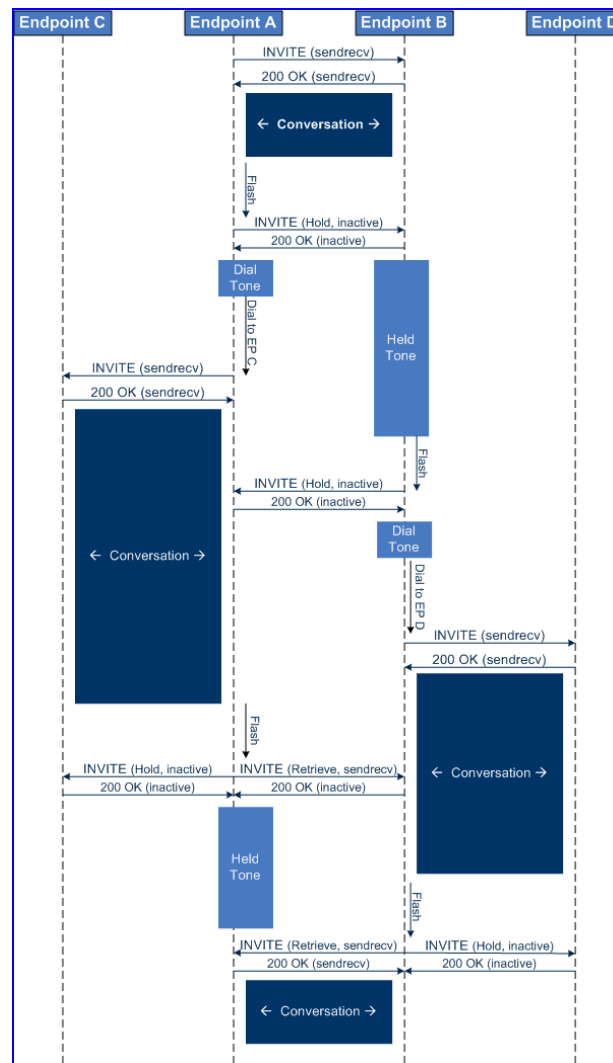 Endpoint C Endpoint A Endpoint B Endpoint D
INVITE (sendrecv)
200 OK (sendrecv)
← Conversation →
Flash
INVITE (Hold, inactive)
200 OK (inactive)
Dial
Tone
Dial to EP C
Held
Tone
INVITE (sendrecv)
200 OK (sendrecv)
← Conversation →
Flash
INVITE (Hold, inactive)
200 OK (inactive)
Dial
Tone
Dial to EP D
INVITE (sendrecv)
200 OK (sendrecv)
← Conversation →
Flash
INVITE (Hold, inactive) INVITE (Retrieve, sendrecv)
200 OK (inactive) 200 OK (inactive)
Held
Tone
Flash
INVITE (Retrieve, sendrecv) INVITE (Hold, inactive)
200 OK (sendrecv) 200 OK (inactive)
← Conversation →